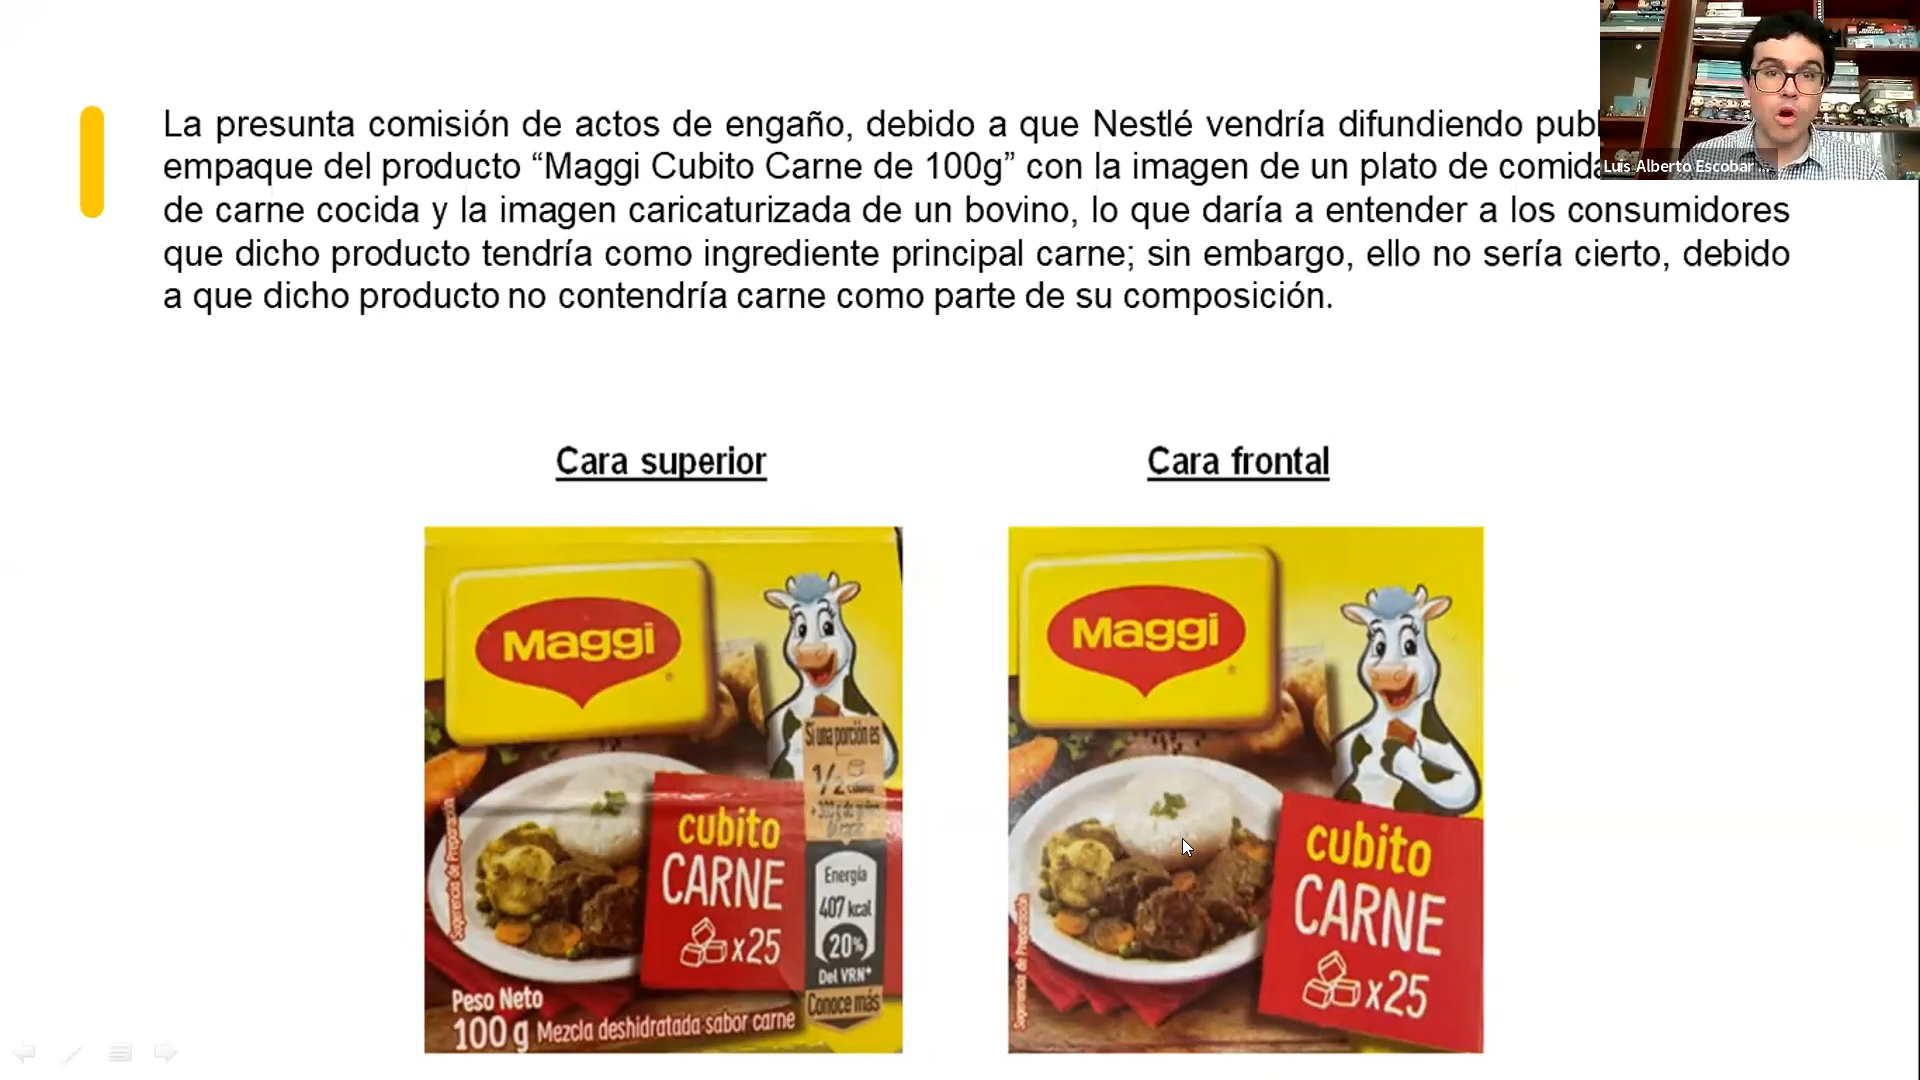 La presunta comisión de actos de engaño, debido a que Nestlé vendría difundiendo
empaque del producto “Maggi Cubito Carne de 100g” con la imagen de un plato de comida
de carne cocida y la imagen caricaturizada de un bovino, lo que daría a entender a los consumidores
que dicho producto tendría como ingrediente principal carne; sin embargo, ello no sería cierto, debido
a que dicho producto no contendría carne como parte de su composición.
Luis Alberto Escobar ...
Cara superior
Maggi
®
Si una porción es
1/2
cubito
Sugerencia de Preparación
cubito
CARNE
x25
Energía
407 kcal
20%
Del VRN*
Conoce más
Peso Neto
100 g Mezcla deshidratada sabor carne
Cara frontal
Maggi
®
Sugerencia de Preparación
cubito
CARNE
x25